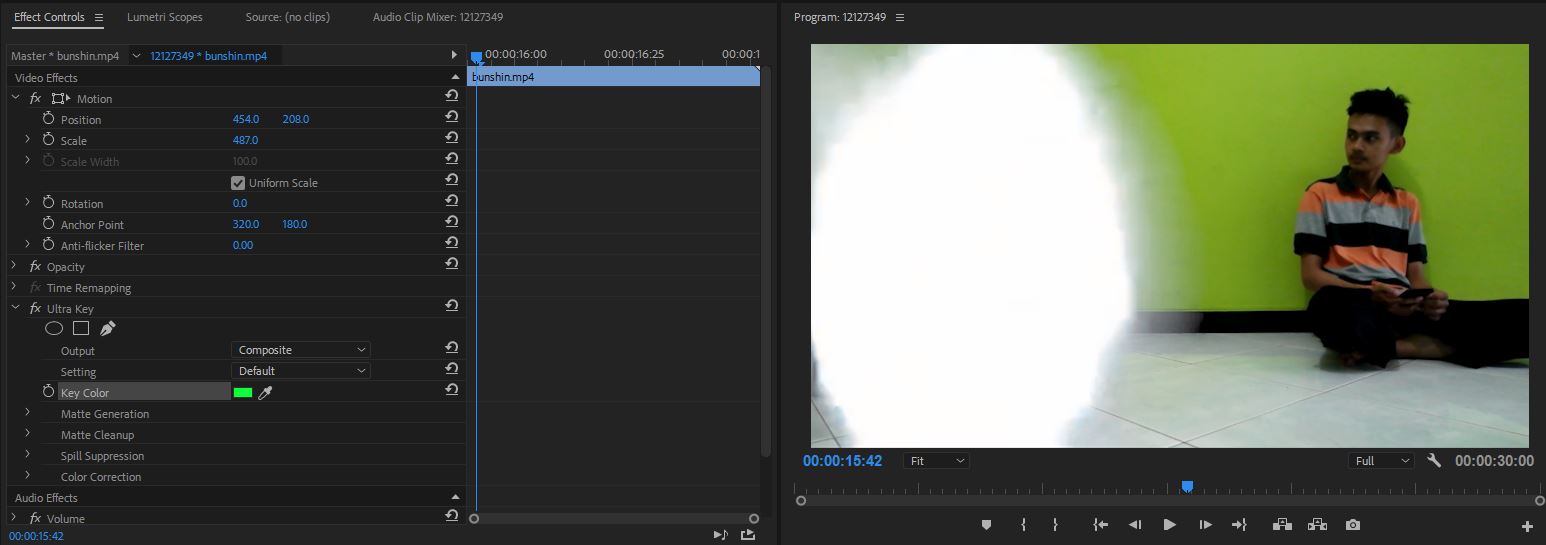 Effect Controls
Lumetri Scopes
Source: (no clips)
Audio Clip Mixer: 12127349
Master * bunshin.mp4
12127349 * bunshin.mp4
00:00:16:00
00:00:16:25
00:00:1
Video Effects
bunshin.mp4
fx Motion
Position 454.0 208.0
Scale 487.0
Scale Width 100.0
Uniform Scale
Rotation 0.0
Anchor Point 320.0 180.0
Anti-flicker Filter 0.00
fx Opacity
fx Time Remapping
fx Ultra Key
Output Composite
Setting Default
Key Color
Matte Generation
Matte Cleanup
Spill Suppression
Color Correction
Audio Effects
fx Volume
00:00:15:42
Program: 12127349
00:00:15:42
Fit
Full
00:00:30:00